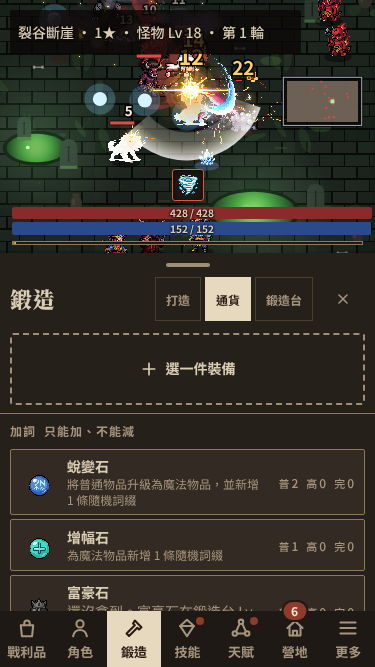 裂谷斷崖 · 1★ · 怪物 Lv 18 · 第 1 輪
12
22
5
428 / 428
152 / 152
鍛造
打造
通貨
鍛造台
×
＋ 選一件裝備
加詞 只能加、不能減
蛻變石
將普通物品升級為魔法物品，並新增
1 條隨機詞綴
普2 高0 完0
增幅石
為魔法物品新增 1 條隨機詞綴
普1 高0 完0
富豪石
6
戰利品
角色
鍛造
技能
天賦
營地
更多